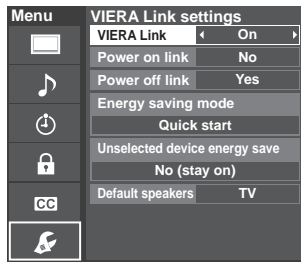 Menu
VIERA Link settings
VIERA Link On
Power on link No
Power off link Yes
Energy saving mode
Quick start
Unselected device energy save
No (stay on)
Default speakers TV
CC